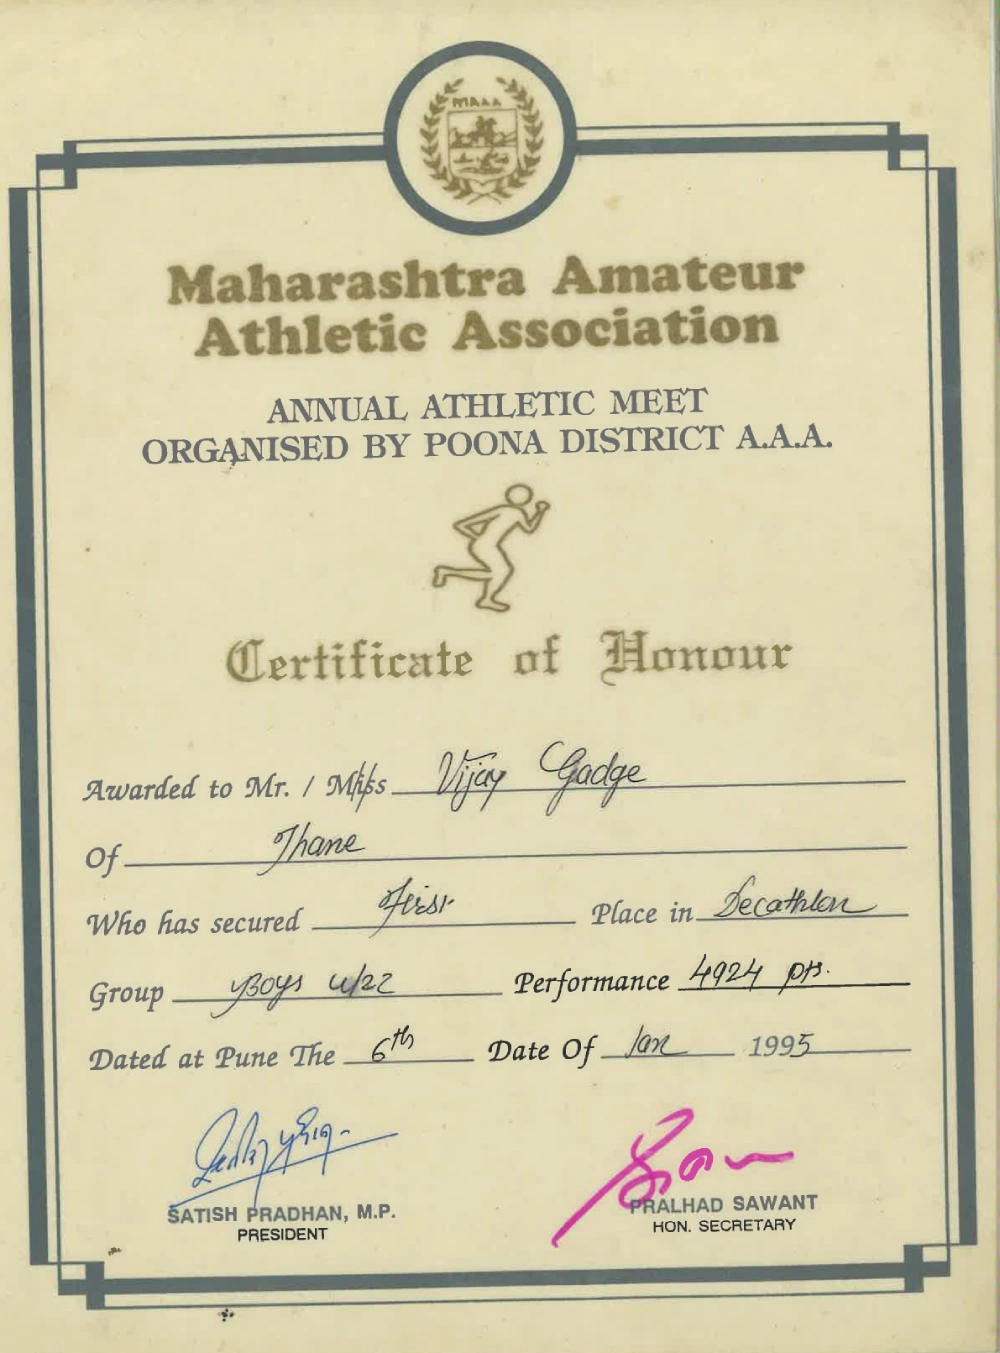 MAAA
Maharashtra Amateur
Athletic Association
ANNUAL ATHLETIC MEET
ORGANISED BY POONA DISTRICT A.A.A.
Certificate of Honour
Awarded to Mr. / Miss Vijay Gadge
Of Thane
Who has secured First Place in Decathlon
Group Boys u/22 Performance 4924 pts.
Dated at Pune The 6th Date Of Jan 1995
SATISH PRADHAN, M.P. PRALHAD SAWANT
PRESIDENT HON. SECRETARY